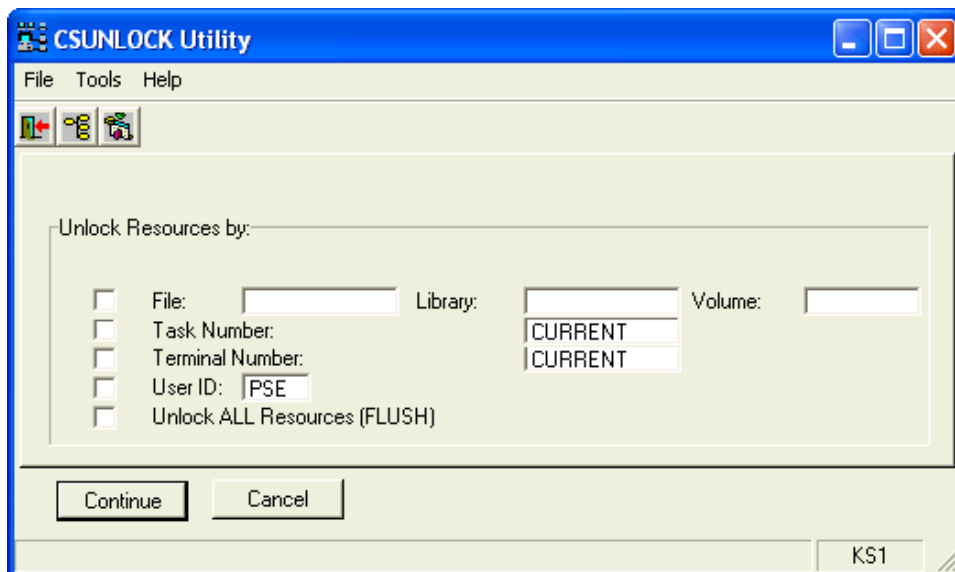 CSUNLOCK Utility
File Tools Help
Unlock Resources by:
File: Library: Volume:
Task Number: CURRENT
Terminal Number: CURRENT
User ID: PSE
Unlock ALL Resources (FLUSH)
Continue Cancel
KS1